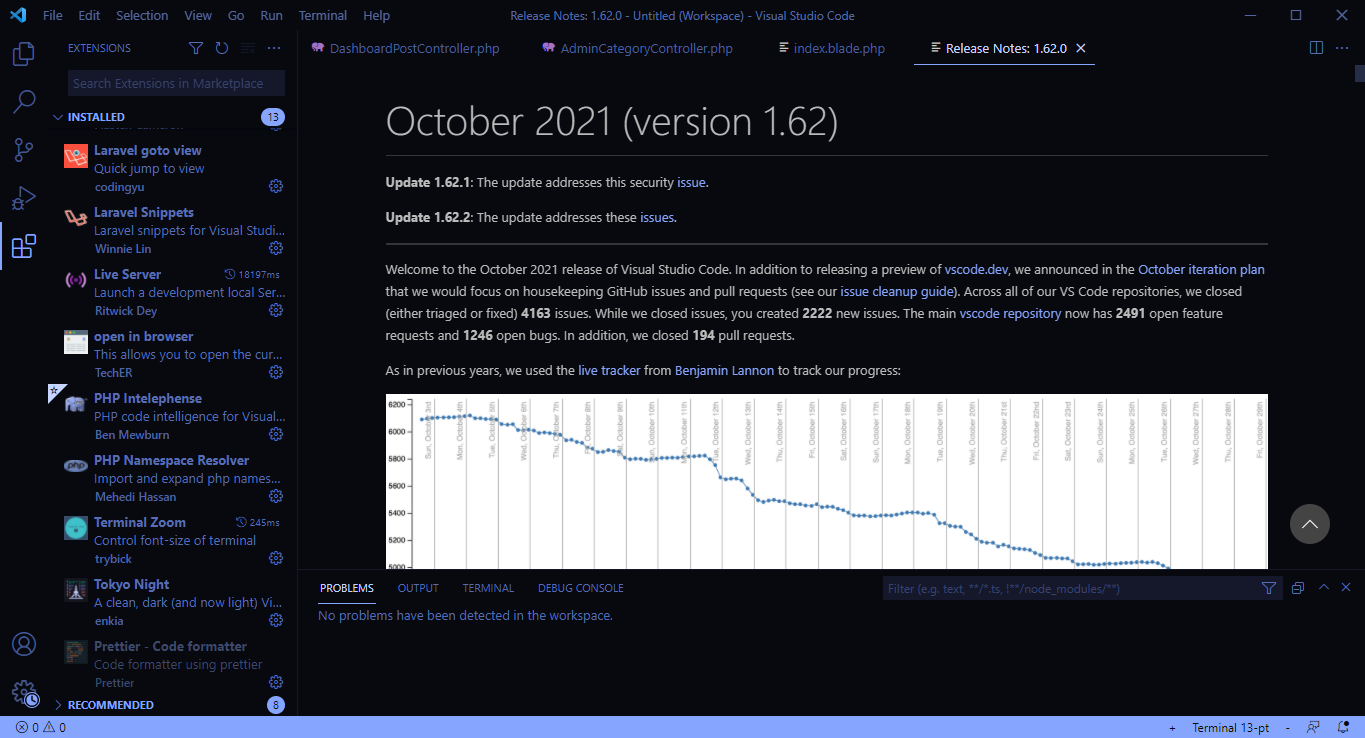 File Edit Selection View Go Run Terminal Help
Release Notes: 1.62.0 - Untitled (Workspace) - Visual Studio Code
EXTENSIONS
Search Extensions in Marketplace
INSTALLED 13
Laravel goto view
Quick jump to view
codingyu
Laravel Snippets
Laravel snippets for Visual Studi...
Winnie Lin
Live Server 18197ms
Launch a development local Ser...
Ritwick Dey
open in browser
This allows you to open the cur...
TechER
PHP Intelephense
PHP code intelligence for Visual...
Ben Mewburn
PHP Namespace Resolver
Import and expand php names...
Mehedi Hassan
Terminal Zoom 245ms
Control font-size of terminal
trybick
Tokyo Night
A clean, dark (and now light) Vi...
enkia
Prettier - Code formatter
Code formatter using prettier
Prettier
RECOMMENDED 8
DashboardPostController.php AdminCategoryController.php index.blade.php Release Notes: 1.62.0
October 2021 (version 1.62)
Update 1.62.1: The update addresses this security issue.
Update 1.62.2: The update addresses these issues.
Welcome to the October 2021 release of Visual Studio Code. In addition to releasing a preview of vscode.dev, we announced in the October iteration plan
that we would focus on housekeeping GitHub issues and pull requests (see our issue cleanup guide). Across all of our VS Code repositories, we closed
(either triaged or fixed) 4163 issues. While we closed issues, you created 2222 new issues. The main vscode repository now has 2491 open feature
requests and 1246 open bugs. In addition, we closed 194 pull requests.
As in previous years, we used the live tracker from Benjamin Lannon to track our progress:
6200
6000
5800
5600
5400
5200
5000
Sun, October 3rd
Mon, October 4th
Tue, October 5th
Wed, October 6th
Thu, October 7th
Fri, October 8th
Sat, October 9th
Sun, October 10th
Mon, October 11th
Tue, October 12th
Wed, October 13th
Thu, October 14th
Fri, October 15th
Sat, October 16th
Sun, October 17th
Mon, October 18th
Tue, October 19th
Wed, October 20th
Thu, October 21st
Fri, October 22nd
Sat, October 23rd
Sun, October 24th
Mon, October 25th
Tue, October 26th
Wed, October 27th
Thu, October 28th
Fri, October 29th
PROBLEMS OUTPUT TERMINAL DEBUG CONSOLE
Filter (e.g. text, **/*.ts, !**/node_modules/**)
No problems have been detected in the workspace.
0 0
+ Terminal 13-pt -